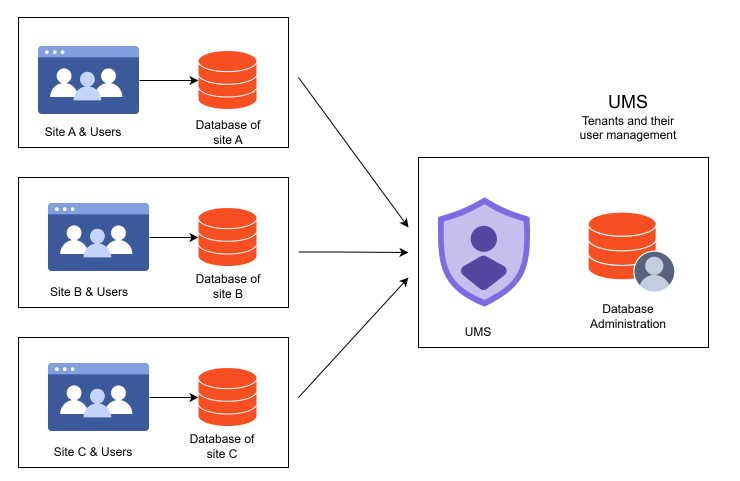 Site A & Users
Database of
site A
Site B & Users
Database of
site B
Site C & Users
Database of
site C
UMS
Tenants and their
user management
UMS
Database
Administration